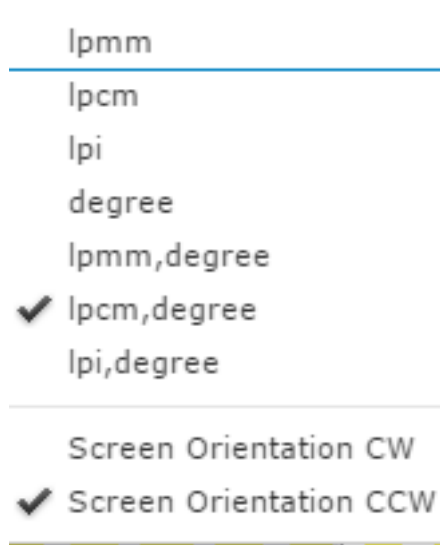 lpmm
lpcm
lpi
degree
lpmm,degree
lpcm,degree
lpi,degree
Screen Orientation CW
Screen Orientation CCW